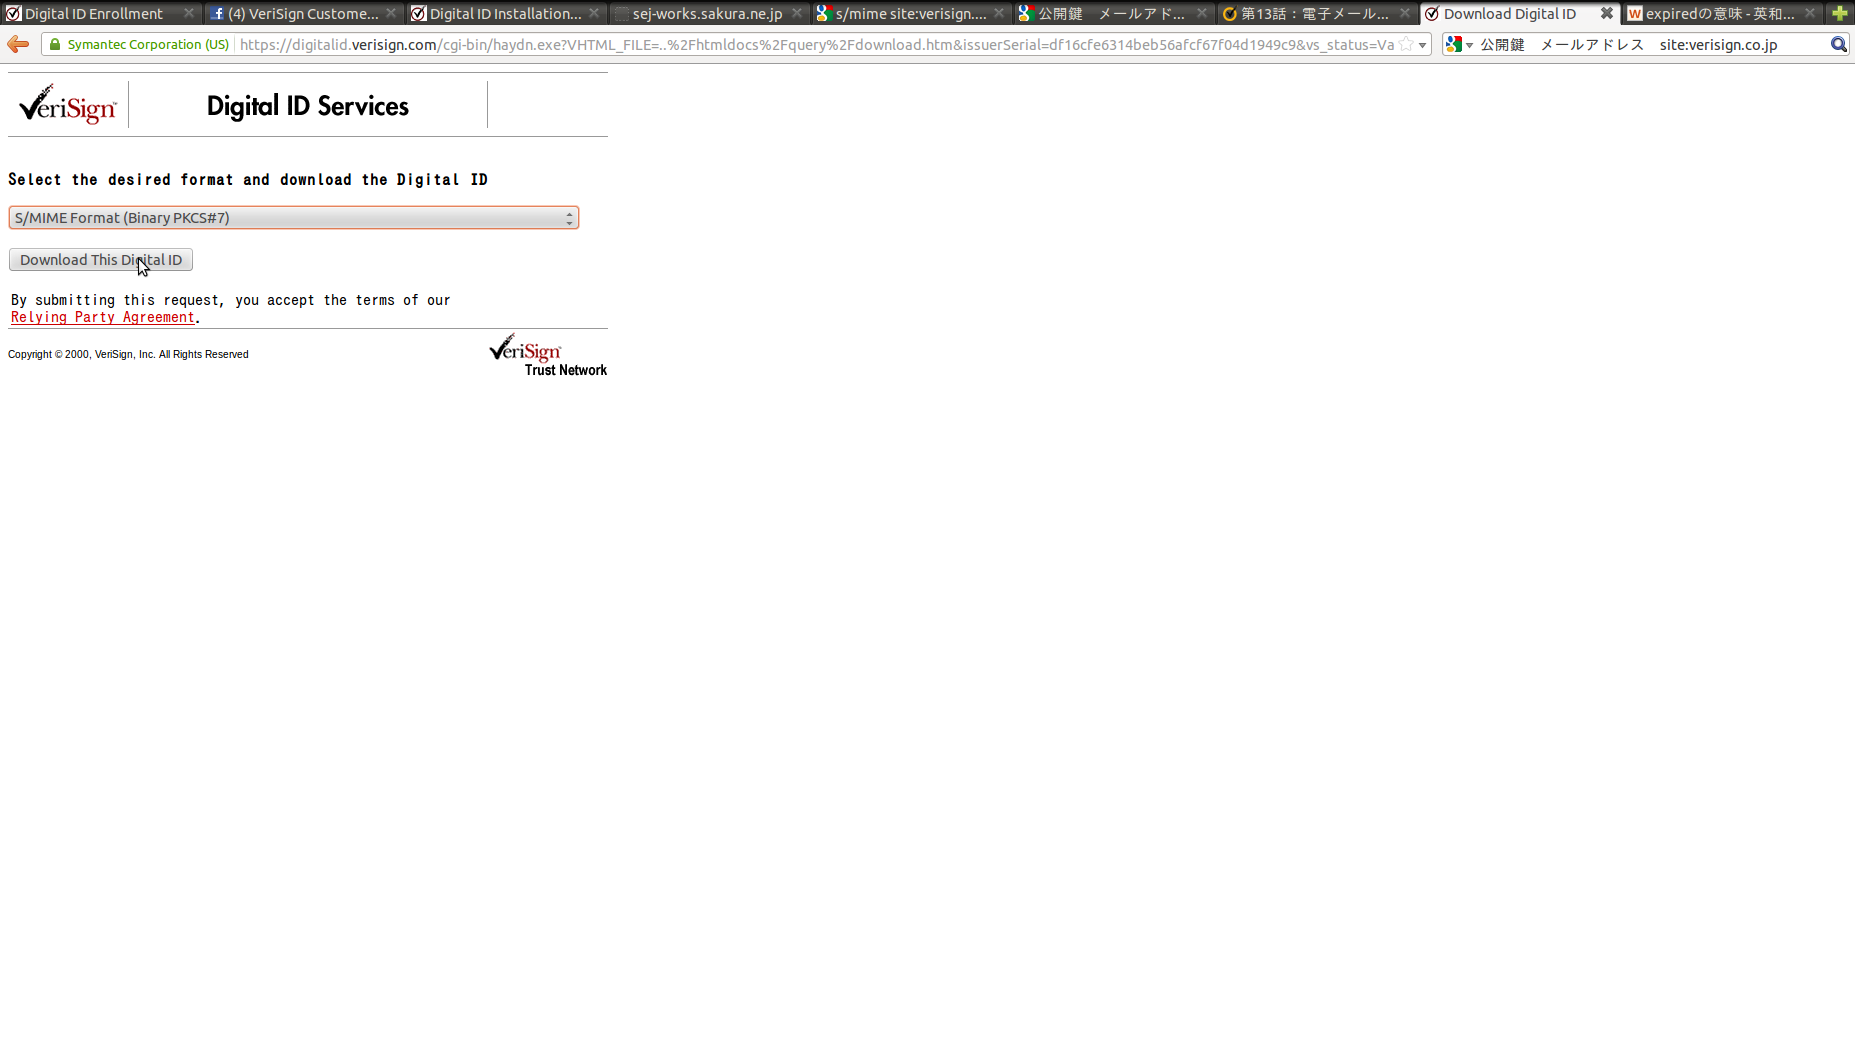 Digital ID Enrollment
(4) VeriSign Custome...
Digital ID Installation...
sej-works.sakura.ne.jp
s/mime site:verisign....
公開鍵　メールアド...
第13話：電子メール...
Download Digital ID
expiredの意味 - 英和...
Symantec Corporation (US)
https://digitalid.verisign.com/cgi-bin/haydn.exe?VHTML_FILE=..%2Fhtmldocs%2Fquery%2Fdownload.htm&issuerSerial=df16cfe6314beb56afcf67f04d1949c9&vs_status=Va
公開鍵　メールアドレス　site:verisign.co.jp
VeriSign
Digital ID Services
Select the desired format and download the Digital ID
S/MIME Format (Binary PKCS#7)
Download This Digital ID
By submitting this request, you accept the terms of our
Relying Party Agreement.
Copyright © 2000, VeriSign, Inc. All Rights Reserved
VeriSign
Trust Network